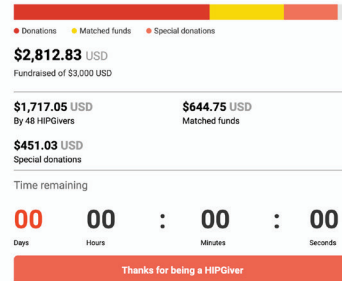 Donations Matched funds Special donations
$2,812.83 USD
Fundraised of $3,000 USD
$1,717.05 USD $644.75 USD
By 48 HIPGivers Matched funds
$451.03 USD
Special donations
Time remaining
00 00 : 00 : 00
Days Hours Minutes Seconds
Thanks for being a HIPGiver